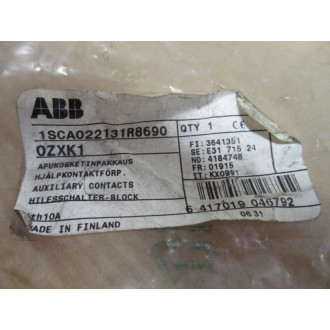 ABB
1SCA022131R8690
OZXK1
QTY 1 CE
APUKOSKETINPAKKAUS
HJÄLPKONTAKTFÖRP.
AUXILIARY CONTACTS
HILFSSCHALTER-BLOCK
FI: 3641351
SE: E31 715 24
NO: 4184748
FR: 01915
IT: KX0991
Ith10A
MADE IN FINLAND
6 417019 046792
0631